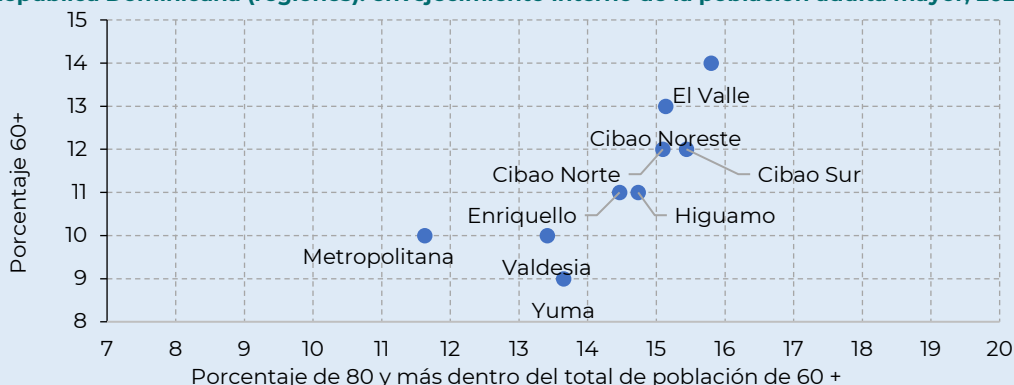 Dominicana (regiones): envejecimiento interno de la población adulta mayor,
15
14
13
12
11
10
9
8
Porcentaje 60+
El Valle
Cibao Noreste
Cibao Norte
Cibao Sur
Enriquello
Higuamo
Metropolitana
Valdesia
Yuma
7 8 9 10 11 12 13 14 15 16 17 18 19 20
Porcentaje de 80 y más dentro del total de población de 60 +